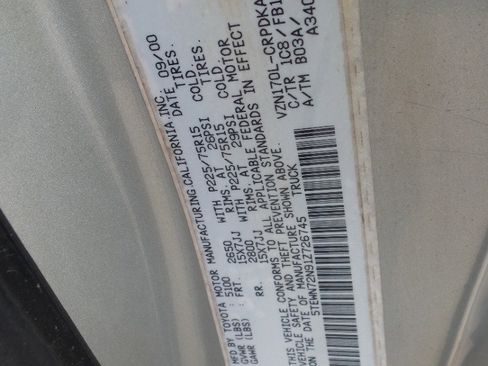 MFD BY TOYOTA MOTOR MANUFACTURING,CALIFORNIA INC.
GVWR (LBS) : 5100 DATE 09/00
GAWR (LBS) : FRT. 2650 WITH P225/75R15 TIRES.
15X7JJ RIMS. AT 26PSI COLD.
RR. 2800 WITH P225/75R15 TIRES.
15X7JJ RIMS. AT 29PSI COLD.
THIS VEHICLE CONFORMS TO ALL APPLICABLE FEDERAL MOTOR
VEHICLE SAFETY AND THEFT PREVENTION STANDARDS IN EFFECT
ON THE DATE OF MANUFACTURE SHOWN ABOVE.
5TEWN72N91Z726745 TRUCK
VZN170L-CRPDKA
C/TR 1C8/FB1
A/TM B03A/
A340